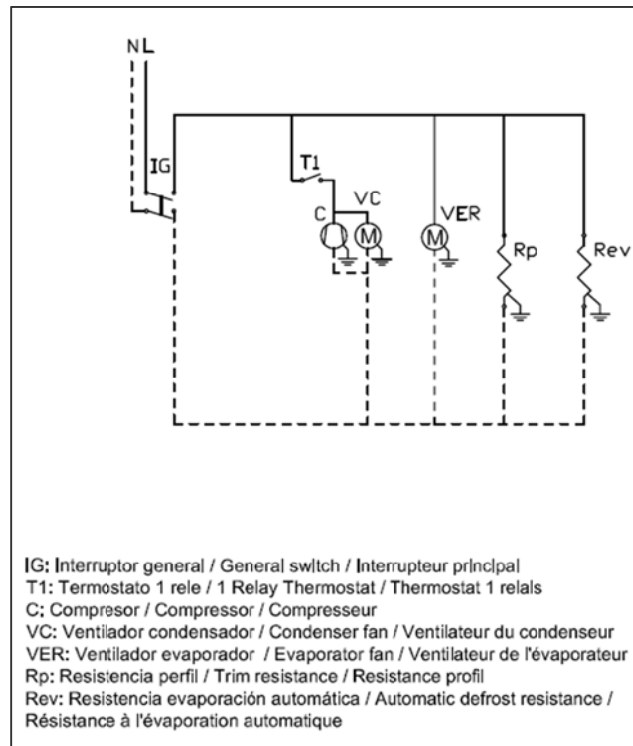 N L
IG
T1
C
VC
M
VER
M
Rp
Rev
IG: Interruptor general / General switch / Interrupteur principal
T1: Termostato 1 rele / 1 Relay Thermostat / Thermostat 1 relais
C: Compresor / Compressor / Compresseur
VC: Ventilador condensador / Condenser fan / Ventilateur du condenseur
VER: Ventilador evaporador / Evaporator fan / Ventilateur de l'évaporateur
Rp: Resistencia perfil / Trim resistance / Resistance profil
Rev: Resistencia evaporación automática / Automatic defrost resistance /
Résistance à l'évaporation automatique